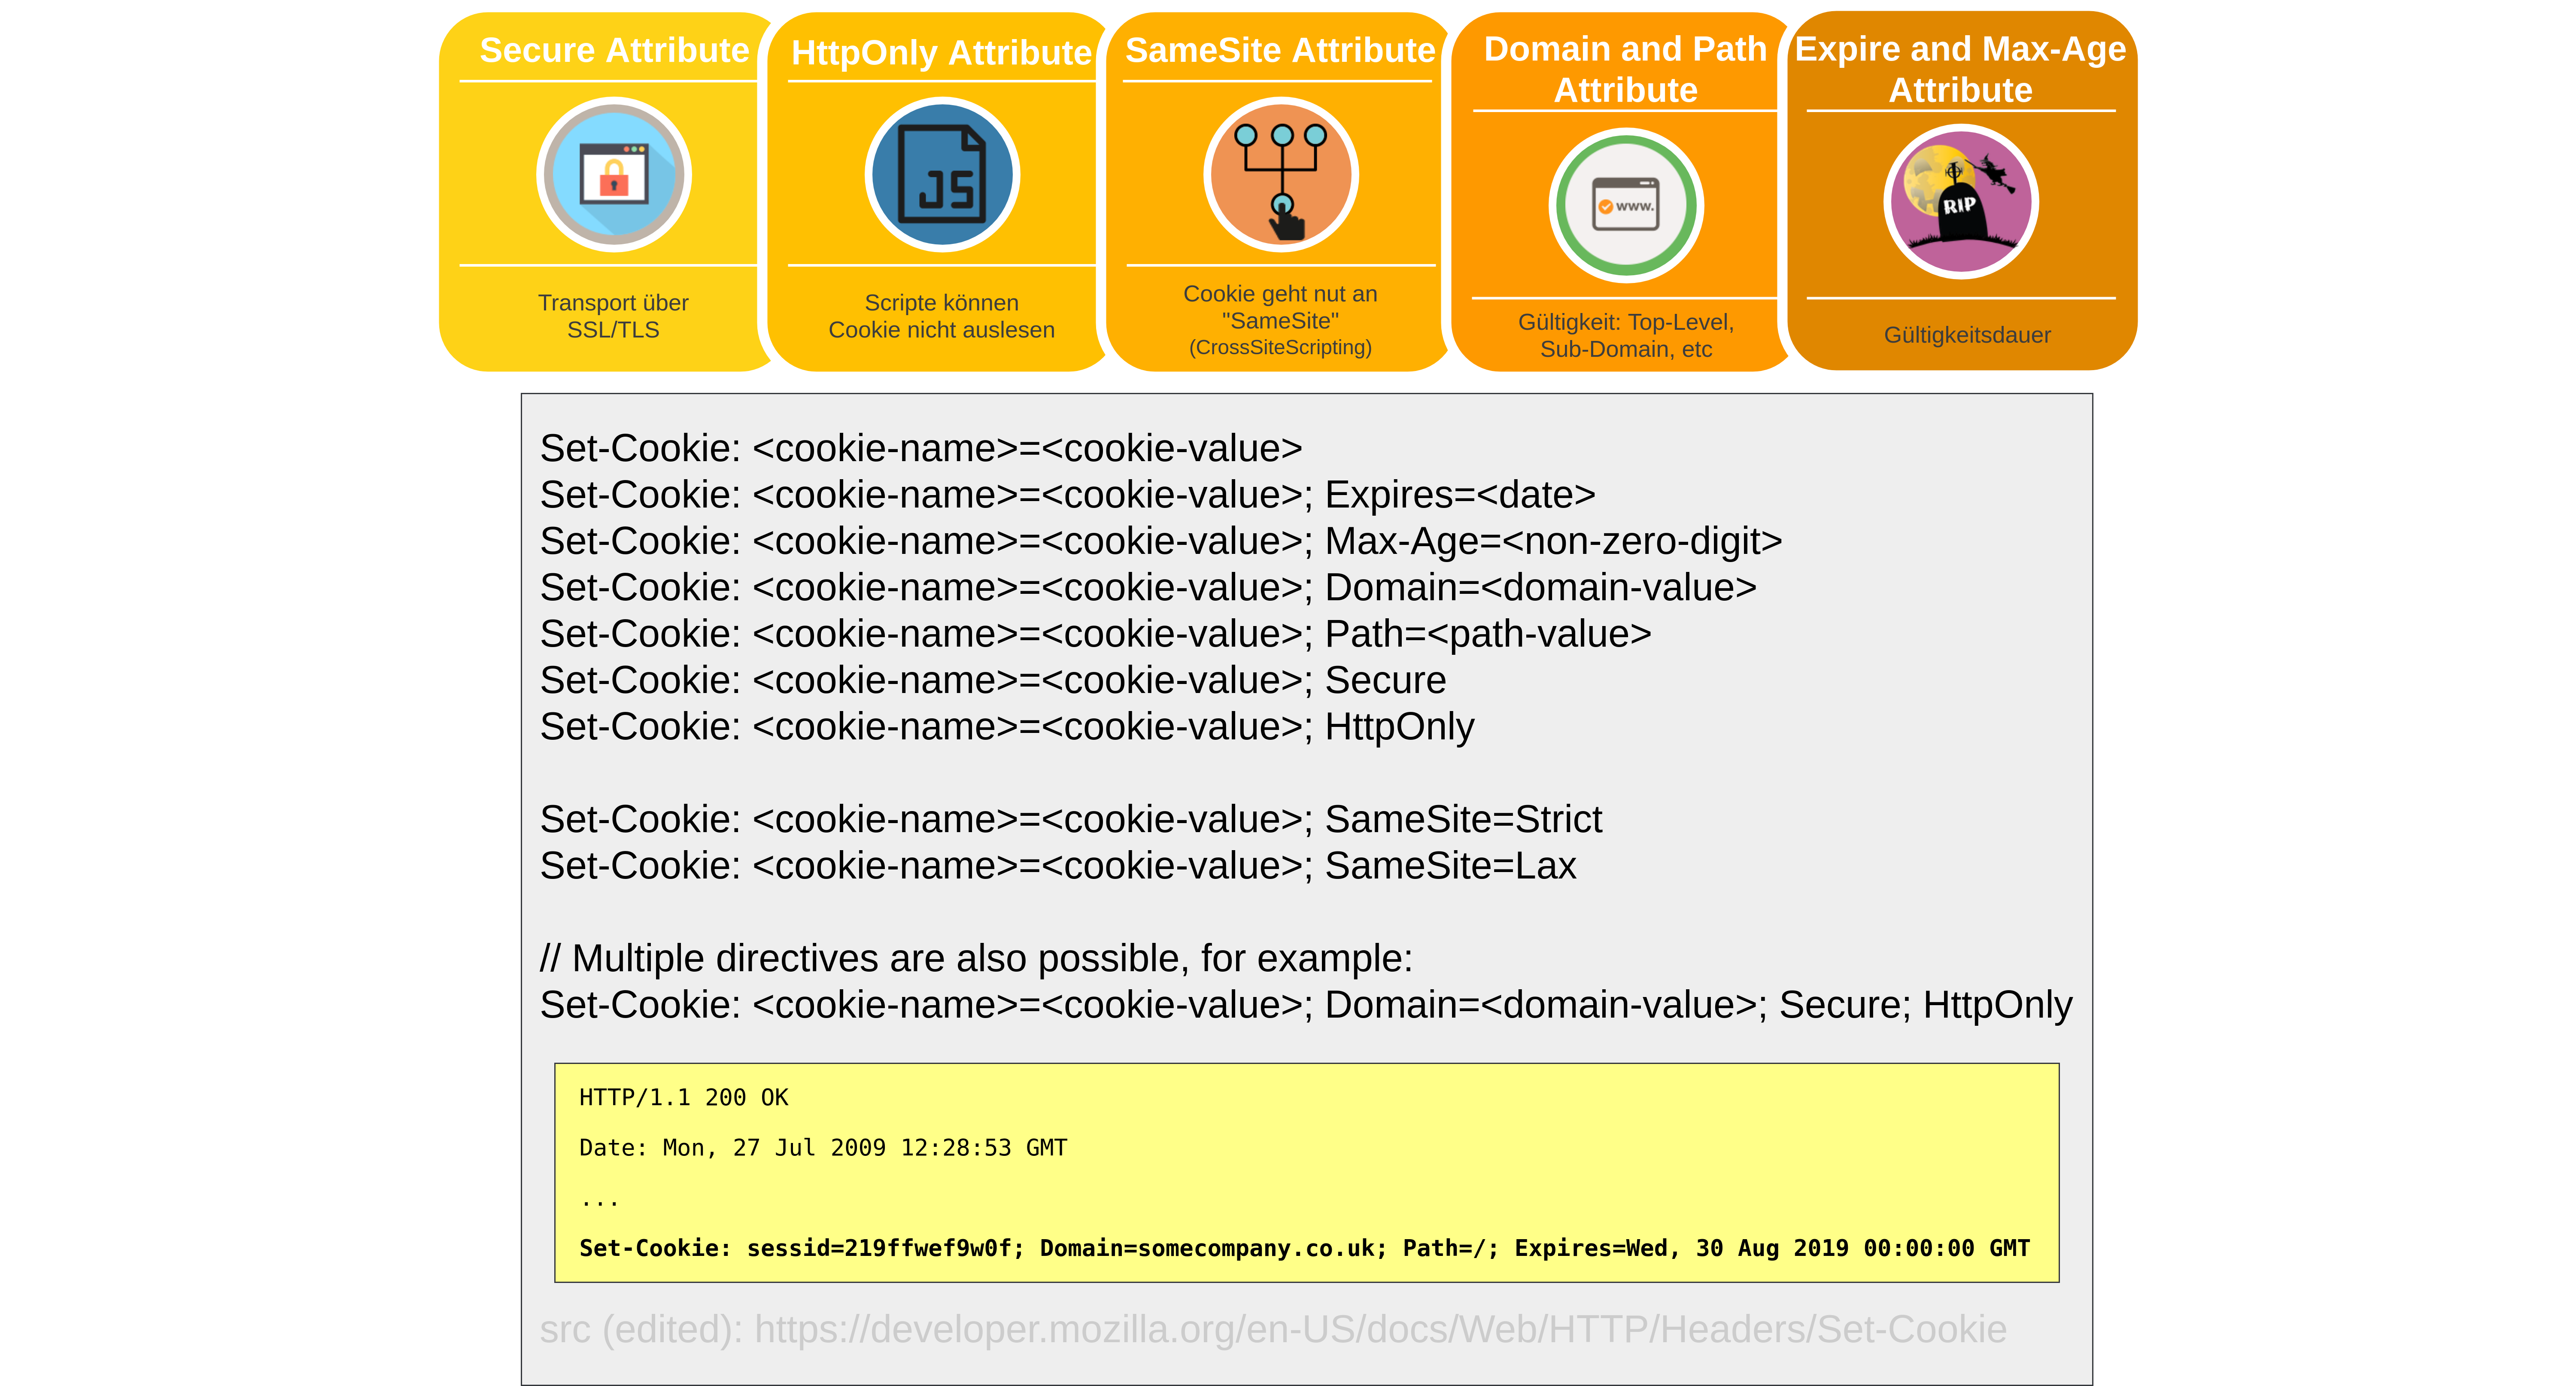 Secure Attribute
Transport über
SSL/TLS
HttpOnly Attribute
JS
Scripte können
Cookie nicht auslesen
SameSite Attribute
Cookie geht nut an
"SameSite"
(CrossSiteScripting)
Domain and Path
Attribute
www.
Gültigkeit: Top-Level,
Sub-Domain, etc
Expire and Max-Age
Attribute
RIP
Gültigkeitsdauer
Set-Cookie: <cookie-name>=<cookie-value>
Set-Cookie: <cookie-name>=<cookie-value>; Expires=<date>
Set-Cookie: <cookie-name>=<cookie-value>; Max-Age=<non-zero-digit>
Set-Cookie: <cookie-name>=<cookie-value>; Domain=<domain-value>
Set-Cookie: <cookie-name>=<cookie-value>; Path=<path-value>
Set-Cookie: <cookie-name>=<cookie-value>; Secure
Set-Cookie: <cookie-name>=<cookie-value>; HttpOnly
Set-Cookie: <cookie-name>=<cookie-value>; SameSite=Strict
Set-Cookie: <cookie-name>=<cookie-value>; SameSite=Lax
// Multiple directives are also possible, for example:
Set-Cookie: <cookie-name>=<cookie-value>; Domain=<domain-value>; Secure; HttpOnly
HTTP/1.1 200 OK
Date: Mon, 27 Jul 2009 12:28:53 GMT
...
Set-Cookie: sessid=219ffwef9w0f; Domain=somecompany.co.uk; Path=/; Expires=Wed, 30 Aug 2019 00:00:00 GMT
src (edited): https://developer.mozilla.org/en-US/docs/Web/HTTP/Headers/Set-Cookie